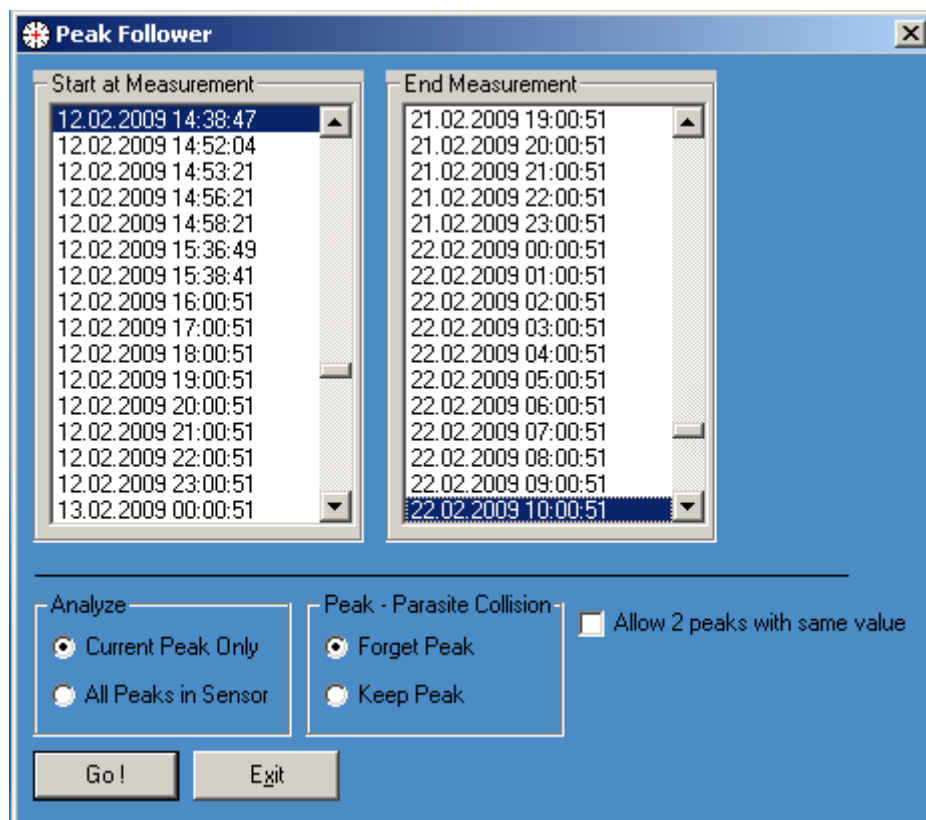 Peak Follower
Start at Measurement
12.02.2009 14:38:47
12.02.2009 14:52:04
12.02.2009 14:53:21
12.02.2009 14:56:21
12.02.2009 14:58:21
12.02.2009 15:36:49
12.02.2009 15:38:41
12.02.2009 16:00:51
12.02.2009 17:00:51
12.02.2009 18:00:51
12.02.2009 19:00:51
12.02.2009 20:00:51
12.02.2009 21:00:51
12.02.2009 22:00:51
12.02.2009 23:00:51
13.02.2009 00:00:51
End Measurement
21.02.2009 19:00:51
21.02.2009 20:00:51
21.02.2009 21:00:51
21.02.2009 22:00:51
21.02.2009 23:00:51
22.02.2009 00:00:51
22.02.2009 01:00:51
22.02.2009 02:00:51
22.02.2009 03:00:51
22.02.2009 04:00:51
22.02.2009 05:00:51
22.02.2009 06:00:51
22.02.2009 07:00:51
22.02.2009 08:00:51
22.02.2009 09:00:51
22.02.2009 10:00:51
Analyze
Current Peak Only
All Peaks in Sensor
Peak - Parasite Collision
Forget Peak
Keep Peak
Allow 2 peaks with same value
Go !
Exit